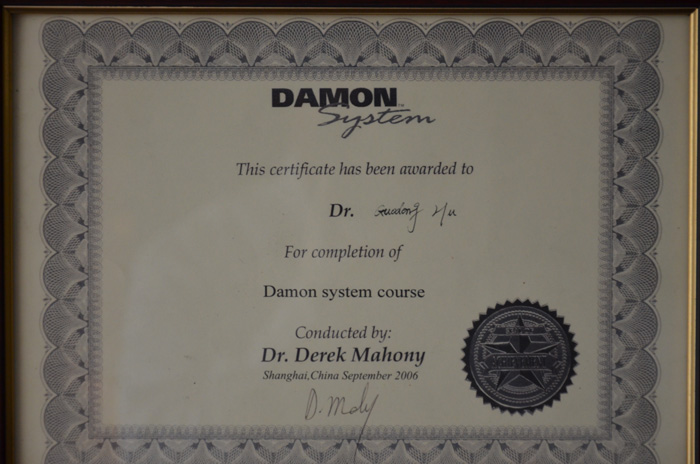 DAMON
System
This certificate has been awarded to
Dr.
For completion of
Damon system course
Conducted by:
Dr. Derek Mahony
Shanghai,China September 2006